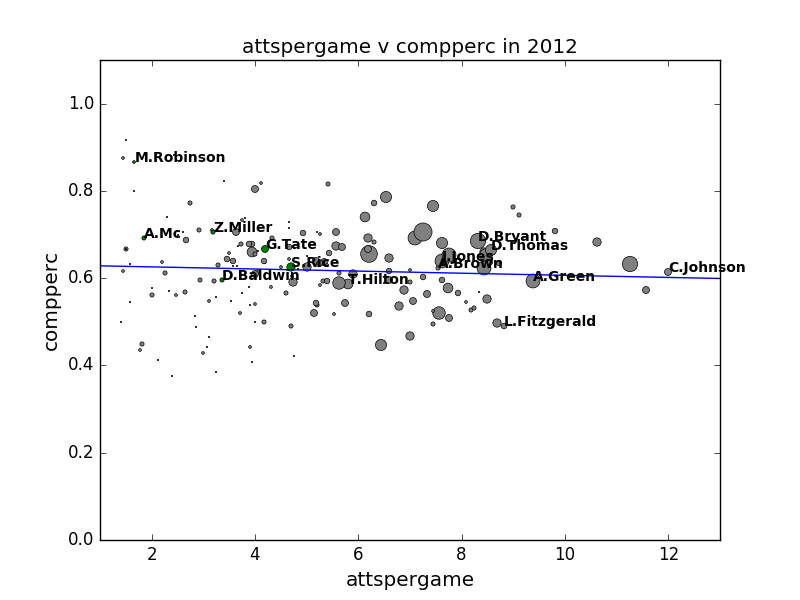 attspergame v compperc in 2012
1.0
M.Robinson
0.8
A.Mc
Z.Miller
G.Tate
D.Bryant
D.Thomas
J.Jones
A.Brown
S.Rice
C.Johnson
0.6
D.Baldwin
T.Hilton
A.Green
L.Fitzgerald
compperc
0.4
0.2
0.0
2 4 6 8 10 12
attspergame